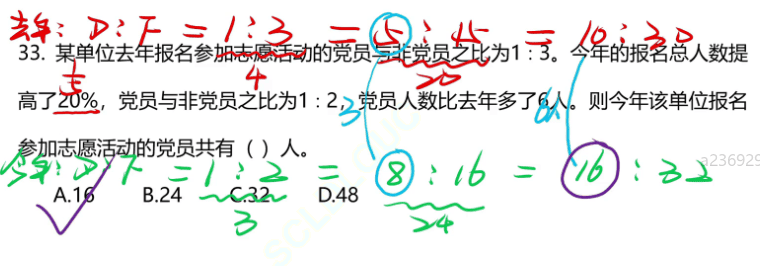 去年: D : F = 1 : 3 = 5 : 15 = 10 : 30
33. 某单位去年报名参加志愿活动的党员与非党员之比为1：3。今年的报名总人数提
4 20
1/5
高了20%，党员与非党员之比为1：2，党员人数比去年多了6人。则今年该单位报名
3 6人
参加志愿活动的党员共有（ ）人。
今年: D : F = 1 : 2 = 8 : 16 = 16 : 32
A.16 B.24 C.32 D.48
3 24
a236925